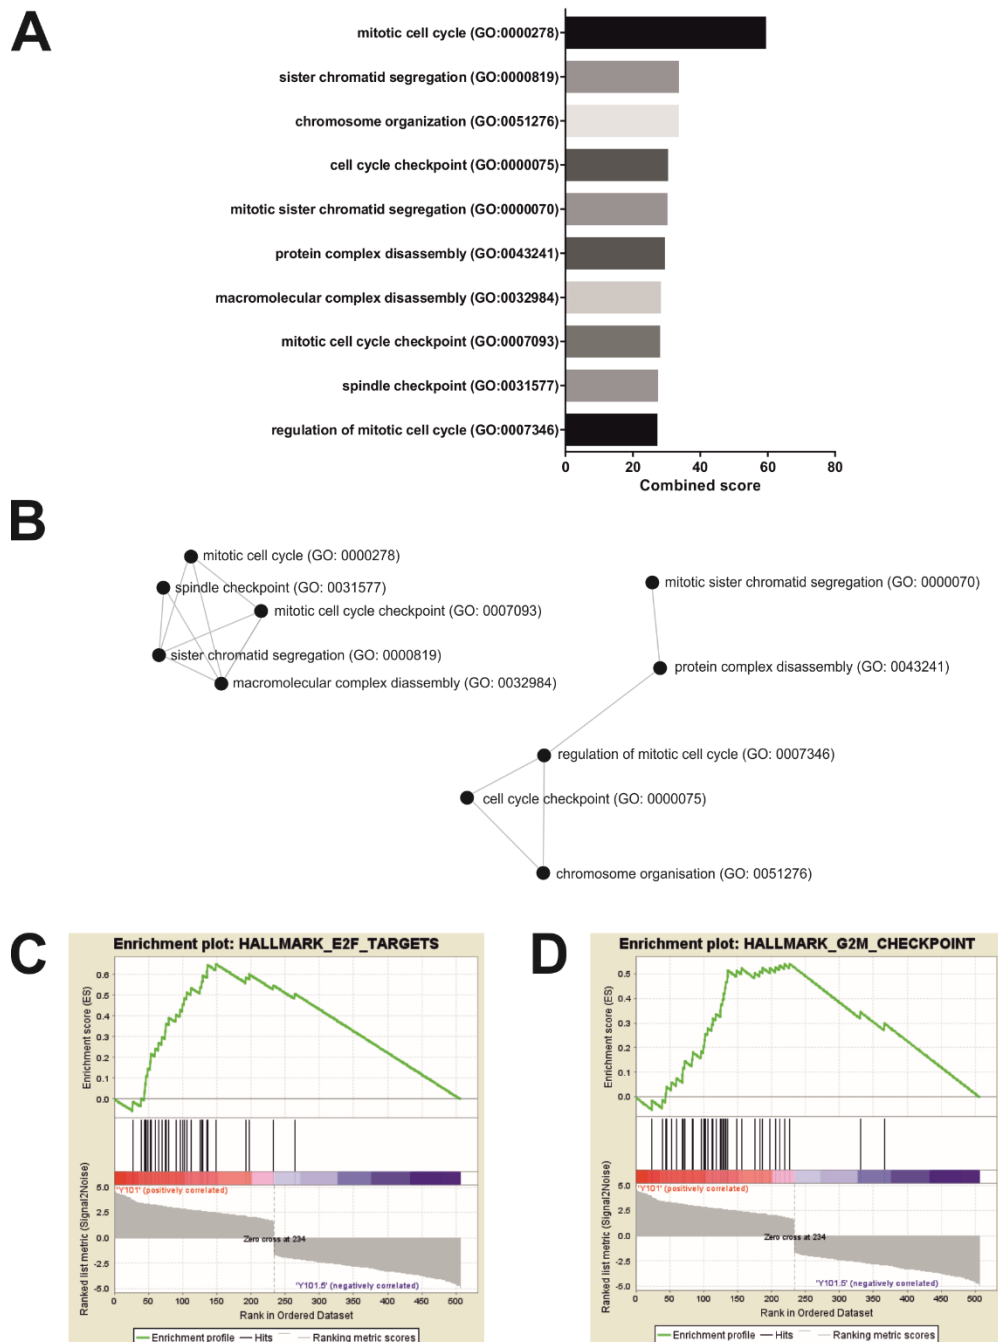 A
mitotic cell cycle (GO:0000278)
sister chromatid segregation (GO:0000819)
chromosome organization (GO:0051276)
cell cycle checkpoint (GO:0000075)
mitotic sister chromatid segregation (GO:0000070)
protein complex disassembly (GO:0043241)
macromolecular complex disassembly (GO:0032984)
mitotic cell cycle checkpoint (GO:0007093)
spindle checkpoint (GO:0031577)
regulation of mitotic cell cycle (GO:0007346)
0 20 40 60 80
Combined score
B
mitotic cell cycle (GO: 0000278)
spindle checkpoint (GO: 0031577)
mitotic cell cycle checkpoint (GO: 0007093)
sister chromatid segregation (GO: 0000819)
macromolecular complex diassembly (GO: 0032984)
mitotic sister chromatid segregation (GO: 0000070)
protein complex disassembly (GO: 0043241)
regulation of mitotic cell cycle (GO: 0007346)
cell cycle checkpoint (GO: 0000075)
chromosome organisation (GO: 0051276)
C
Enrichment plot: HALLMARK_E2F_TARGETS
Enrichment score (ES)
0.6
0.5
0.4
0.3
0.2
0.1
0.0
'Y101' (positively correlated)
Ranked list metric (Signal2Noise)
5.0
2.5
0.0
-2.5
-5.0
Zero cross at 234
'Y101.5' (negatively correlated)
0 50 100 150 200 250 300 350 400 450 500
Rank in Ordered Dataset
Enrichment profile Hits Ranking metric scores
D
Enrichment plot: HALLMARK_G2M_CHECKPOINT
Enrichment score (ES)
0.5
0.4
0.3
0.2
0.1
0.0
'Y101' (positively correlated)
Ranked list metric (Signal2Noise)
5.0
2.5
0.0
-2.5
-5.0
Zero cross at 234
'Y101.5' (negatively correlated)
0 50 100 150 200 250 300 350 400 450 500
Rank in Ordered Dataset
Enrichment profile Hits Ranking metric scores